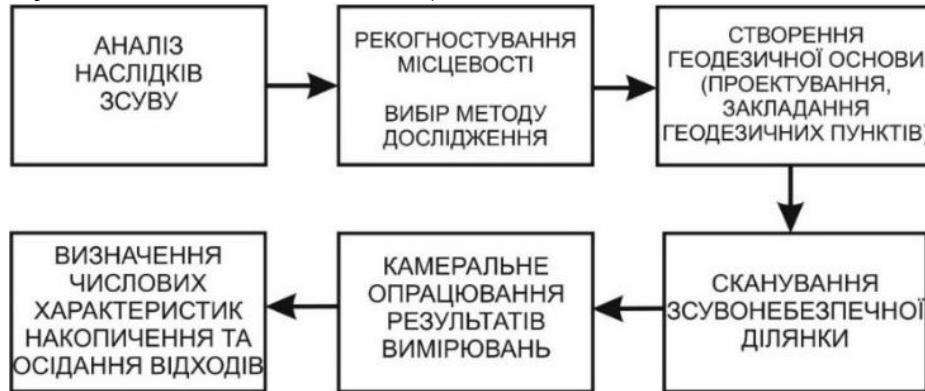 АНАЛІЗ
НАСЛІДКІВ
ЗСУВУ
РЕКОГНОСТУВАННЯ
МІСЦЕВОСТІ
ВИБІР МЕТОДУ
ДОСЛІДЖЕННЯ
СТВОРЕННЯ
ГЕОДЕЗИЧНОЇ ОСНОВИ
(ПРОЕКТУВАННЯ,
ЗАКЛАДАННЯ
ГЕОДЕЗИЧНИХ ПУНКТІВ)
СКАНУВАННЯ
ЗСУВОНЕБЕЗПЕЧНОЇ
ДІЛЯНКИ
КАМЕРАЛЬНЕ
ОПРАЦЮВАННЯ
РЕЗУЛЬТАТІВ
ВИМІРЮВАНЬ
ВИЗНАЧЕННЯ
ЧИСЛОВИХ
ХАРАКТЕРИСТИК
НАКОПИЧЕННЯ ТА
ОСІДАННЯ ВІДХОДІВ